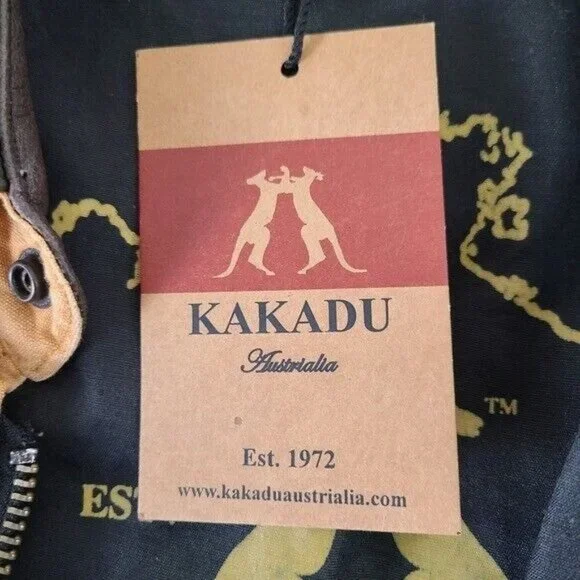 KAKADU
Austrialia
TM
Est. 1972
www.kakaduaustrialia.com
EST